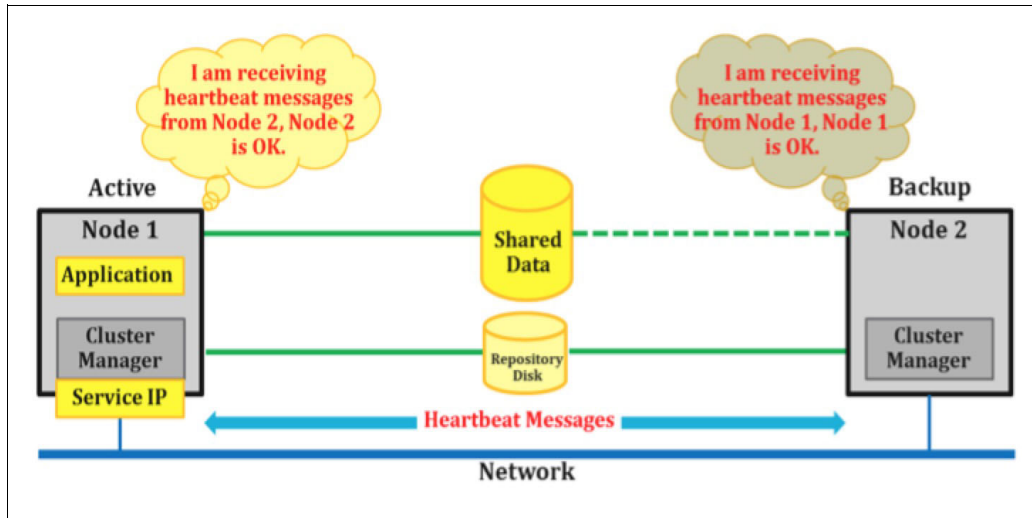 I am receiving
heartbeat messages
from Node 2, Node 2
is OK.
I am receiving
heartbeat messages
from Node 1, Node 1
is OK.
Active
Backup
Node 1
Application
Cluster
Manager
Service IP
Shared
Data
Repository
Disk
Node 2
Cluster
Manager
Heartbeat Messages
Network